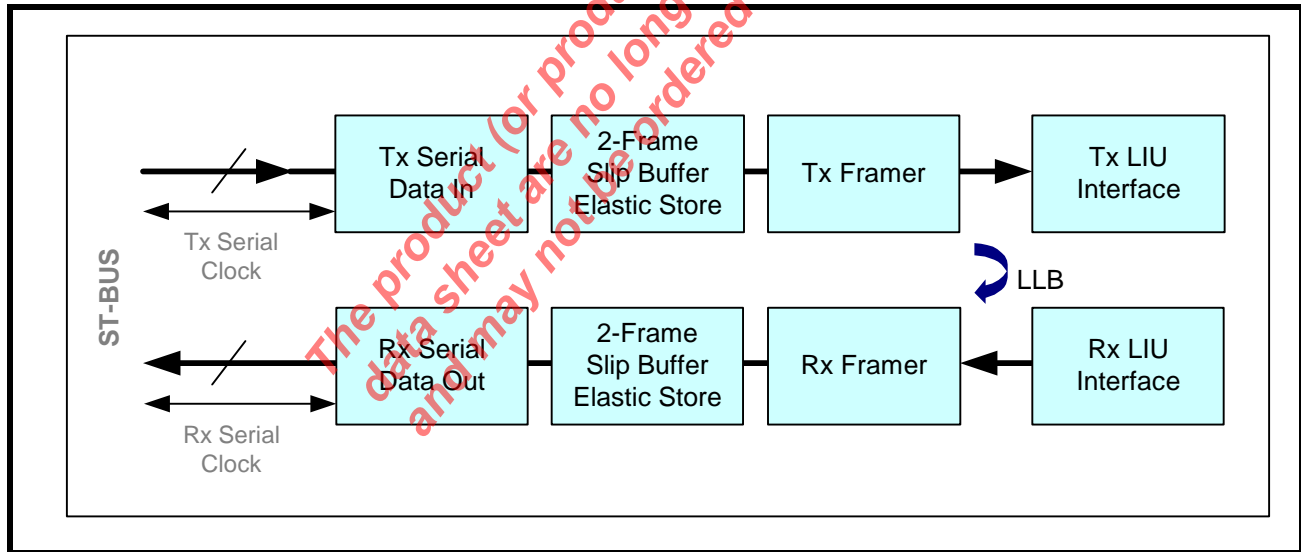 Tx Serial
Data In
2-Frame
Slip Buffer
Elastic Store
Tx Framer
Tx LIU
Interface
Tx Serial
Clock
ST-BUS
LLB
Rx Serial
Data Out
2-Frame
Slip Buffer
Elastic Store
Rx Framer
Rx LIU
Interface
Rx Serial
Clock
The product (or
data sheet are no
and may not be ordered